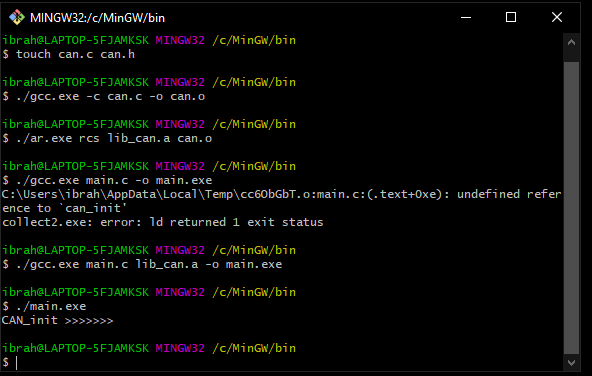 MINGW32:/c/MinGW/bin
ibrah@LAPTOP-5FJAMKSK MINGW32 /c/MinGW/bin
$ touch can.c can.h
ibrah@LAPTOP-5FJAMKSK MINGW32 /c/MinGW/bin
$ ./gcc.exe -c can.c -o can.o
ibrah@LAPTOP-5FJAMKSK MINGW32 /c/MinGW/bin
$ ./ar.exe rcs lib_can.a can.o
ibrah@LAPTOP-5FJAMKSK MINGW32 /c/MinGW/bin
$ ./gcc.exe main.c -o main.exe
C:\Users\ibrah\AppData\Local\Temp\cc6ObGbT.o:main.c:(.text+0xe): undefined refer
ence to `can_init'
collect2.exe: error: ld returned 1 exit status
ibrah@LAPTOP-5FJAMKSK MINGW32 /c/MinGW/bin
$ ./gcc.exe main.c lib_can.a -o main.exe
ibrah@LAPTOP-5FJAMKSK MINGW32 /c/MinGW/bin
$ ./main.exe
CAN_init >>>>>>>
ibrah@LAPTOP-5FJAMKSK MINGW32 /c/MinGW/bin
$